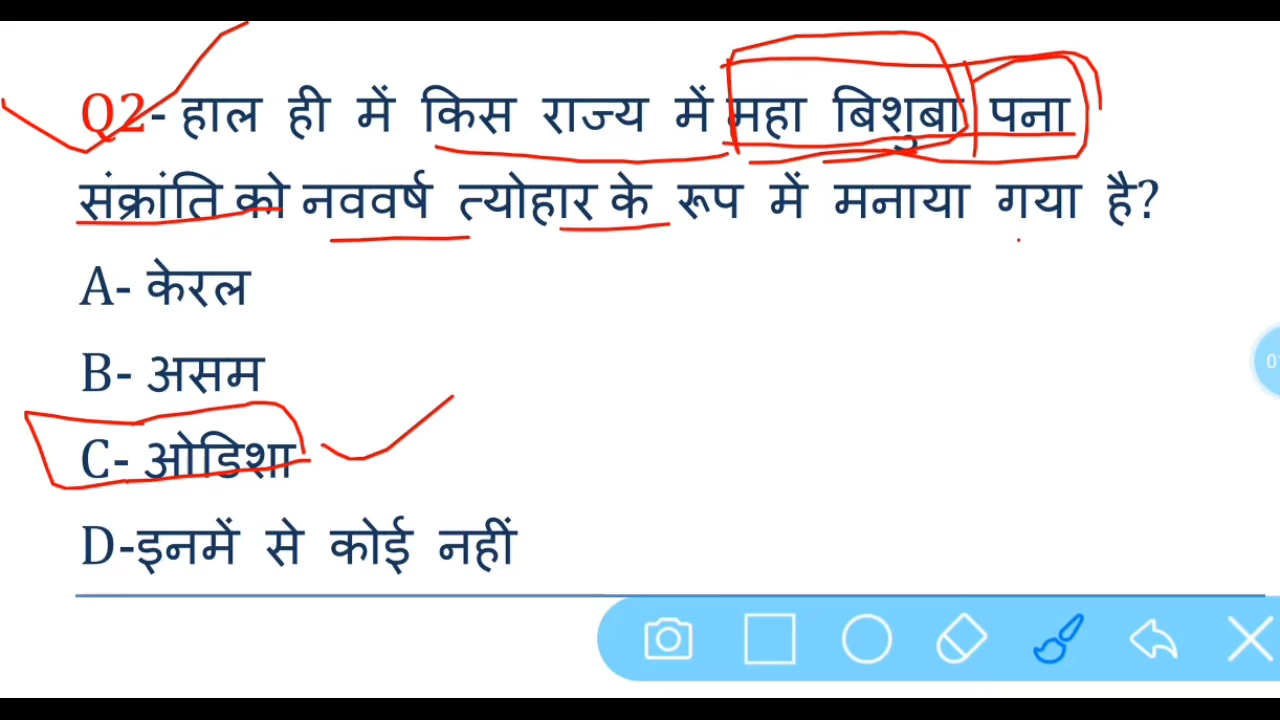 Q2- हाल ही में किस राज्य में महा बिशुबा पना
संक्रांति को नववर्ष त्योहार के रूप में मनाया गया है?
A- केरल
B- असम
C- ओडिशा
D-इनमें से कोई नहीं